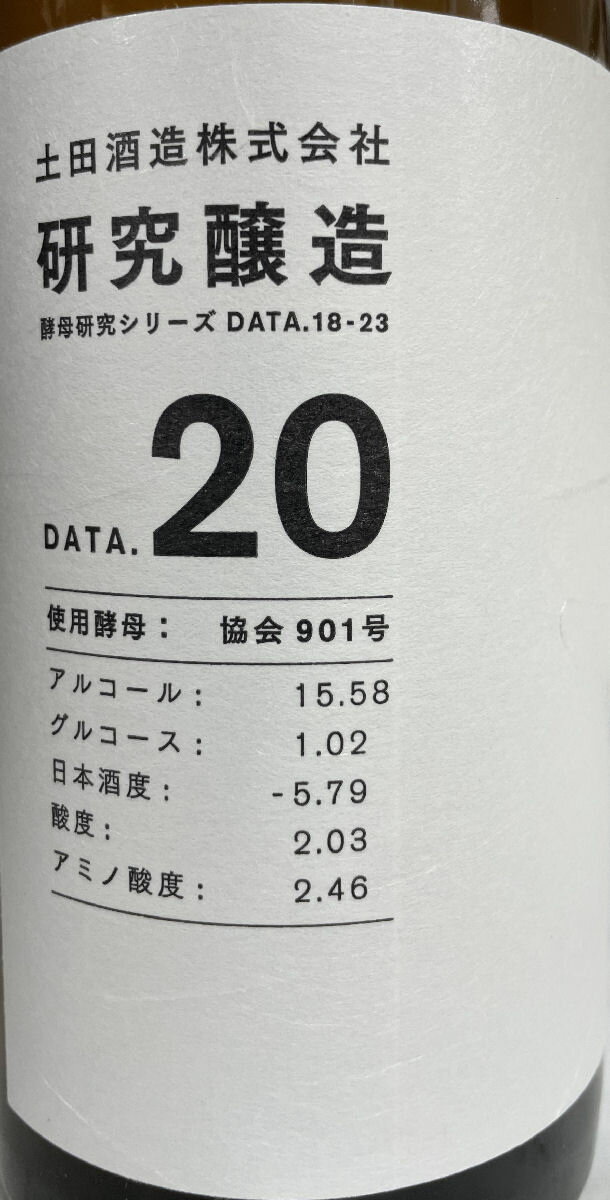 土田酒造株式会社
研究醸造
酵母研究シリーズ DATA.18-23
DATA. 20
使用酵母： 協会 901号
アルコール： 15.58
グルコース： 1.02
日本酒度： -5.79
酸度： 2.03
アミノ酸度： 2.46